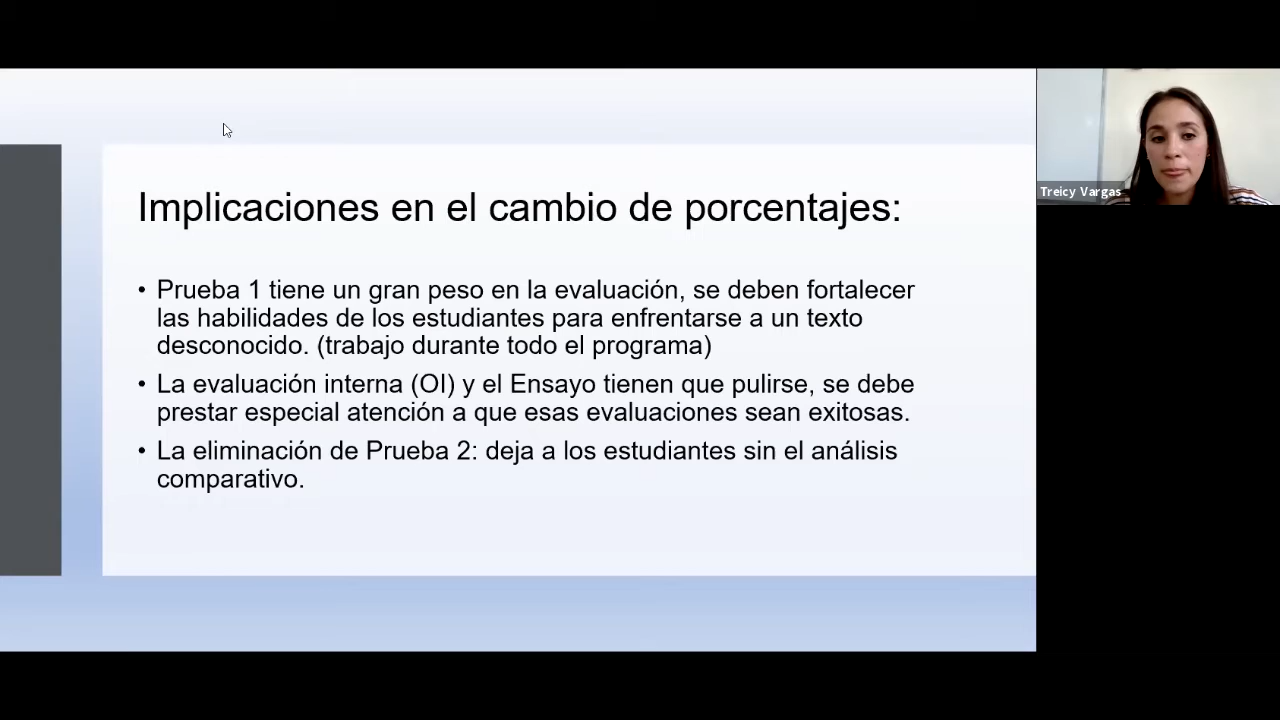 Implicaciones en el cambio de porcentajes:
• Prueba 1 tiene un gran peso en la evaluación, se deben fortalecer
las habilidades de los estudiantes para enfrentarse a un texto
desconocido. (trabajo durante todo el programa)
• La evaluación interna (OI) y el Ensayo tienen que pulirse, se debe
prestar especial atención a que esas evaluaciones sean exitosas.
• La eliminación de Prueba 2: deja a los estudiantes sin el análisis
comparativo.
Treicy Vargas